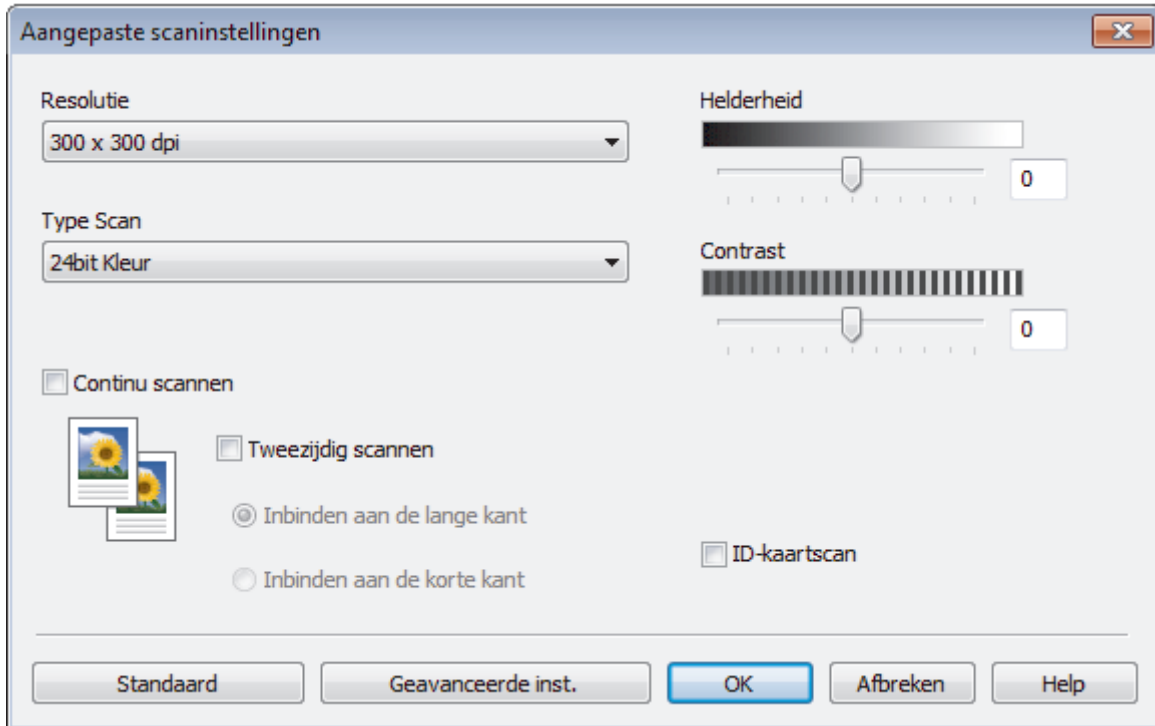 Aangepaste scaninstellingen
Resolutie
300 x 300 dpi
Type Scan
24bit Kleur
Helderheid
0
Contrast
0
Continu scannen
Tweezijdig scannen
Inbinden aan de lange kant
Inbinden aan de korte kant
ID-kaartscan
Standaard
Geavanceerde inst.
OK
Afbreken
Help